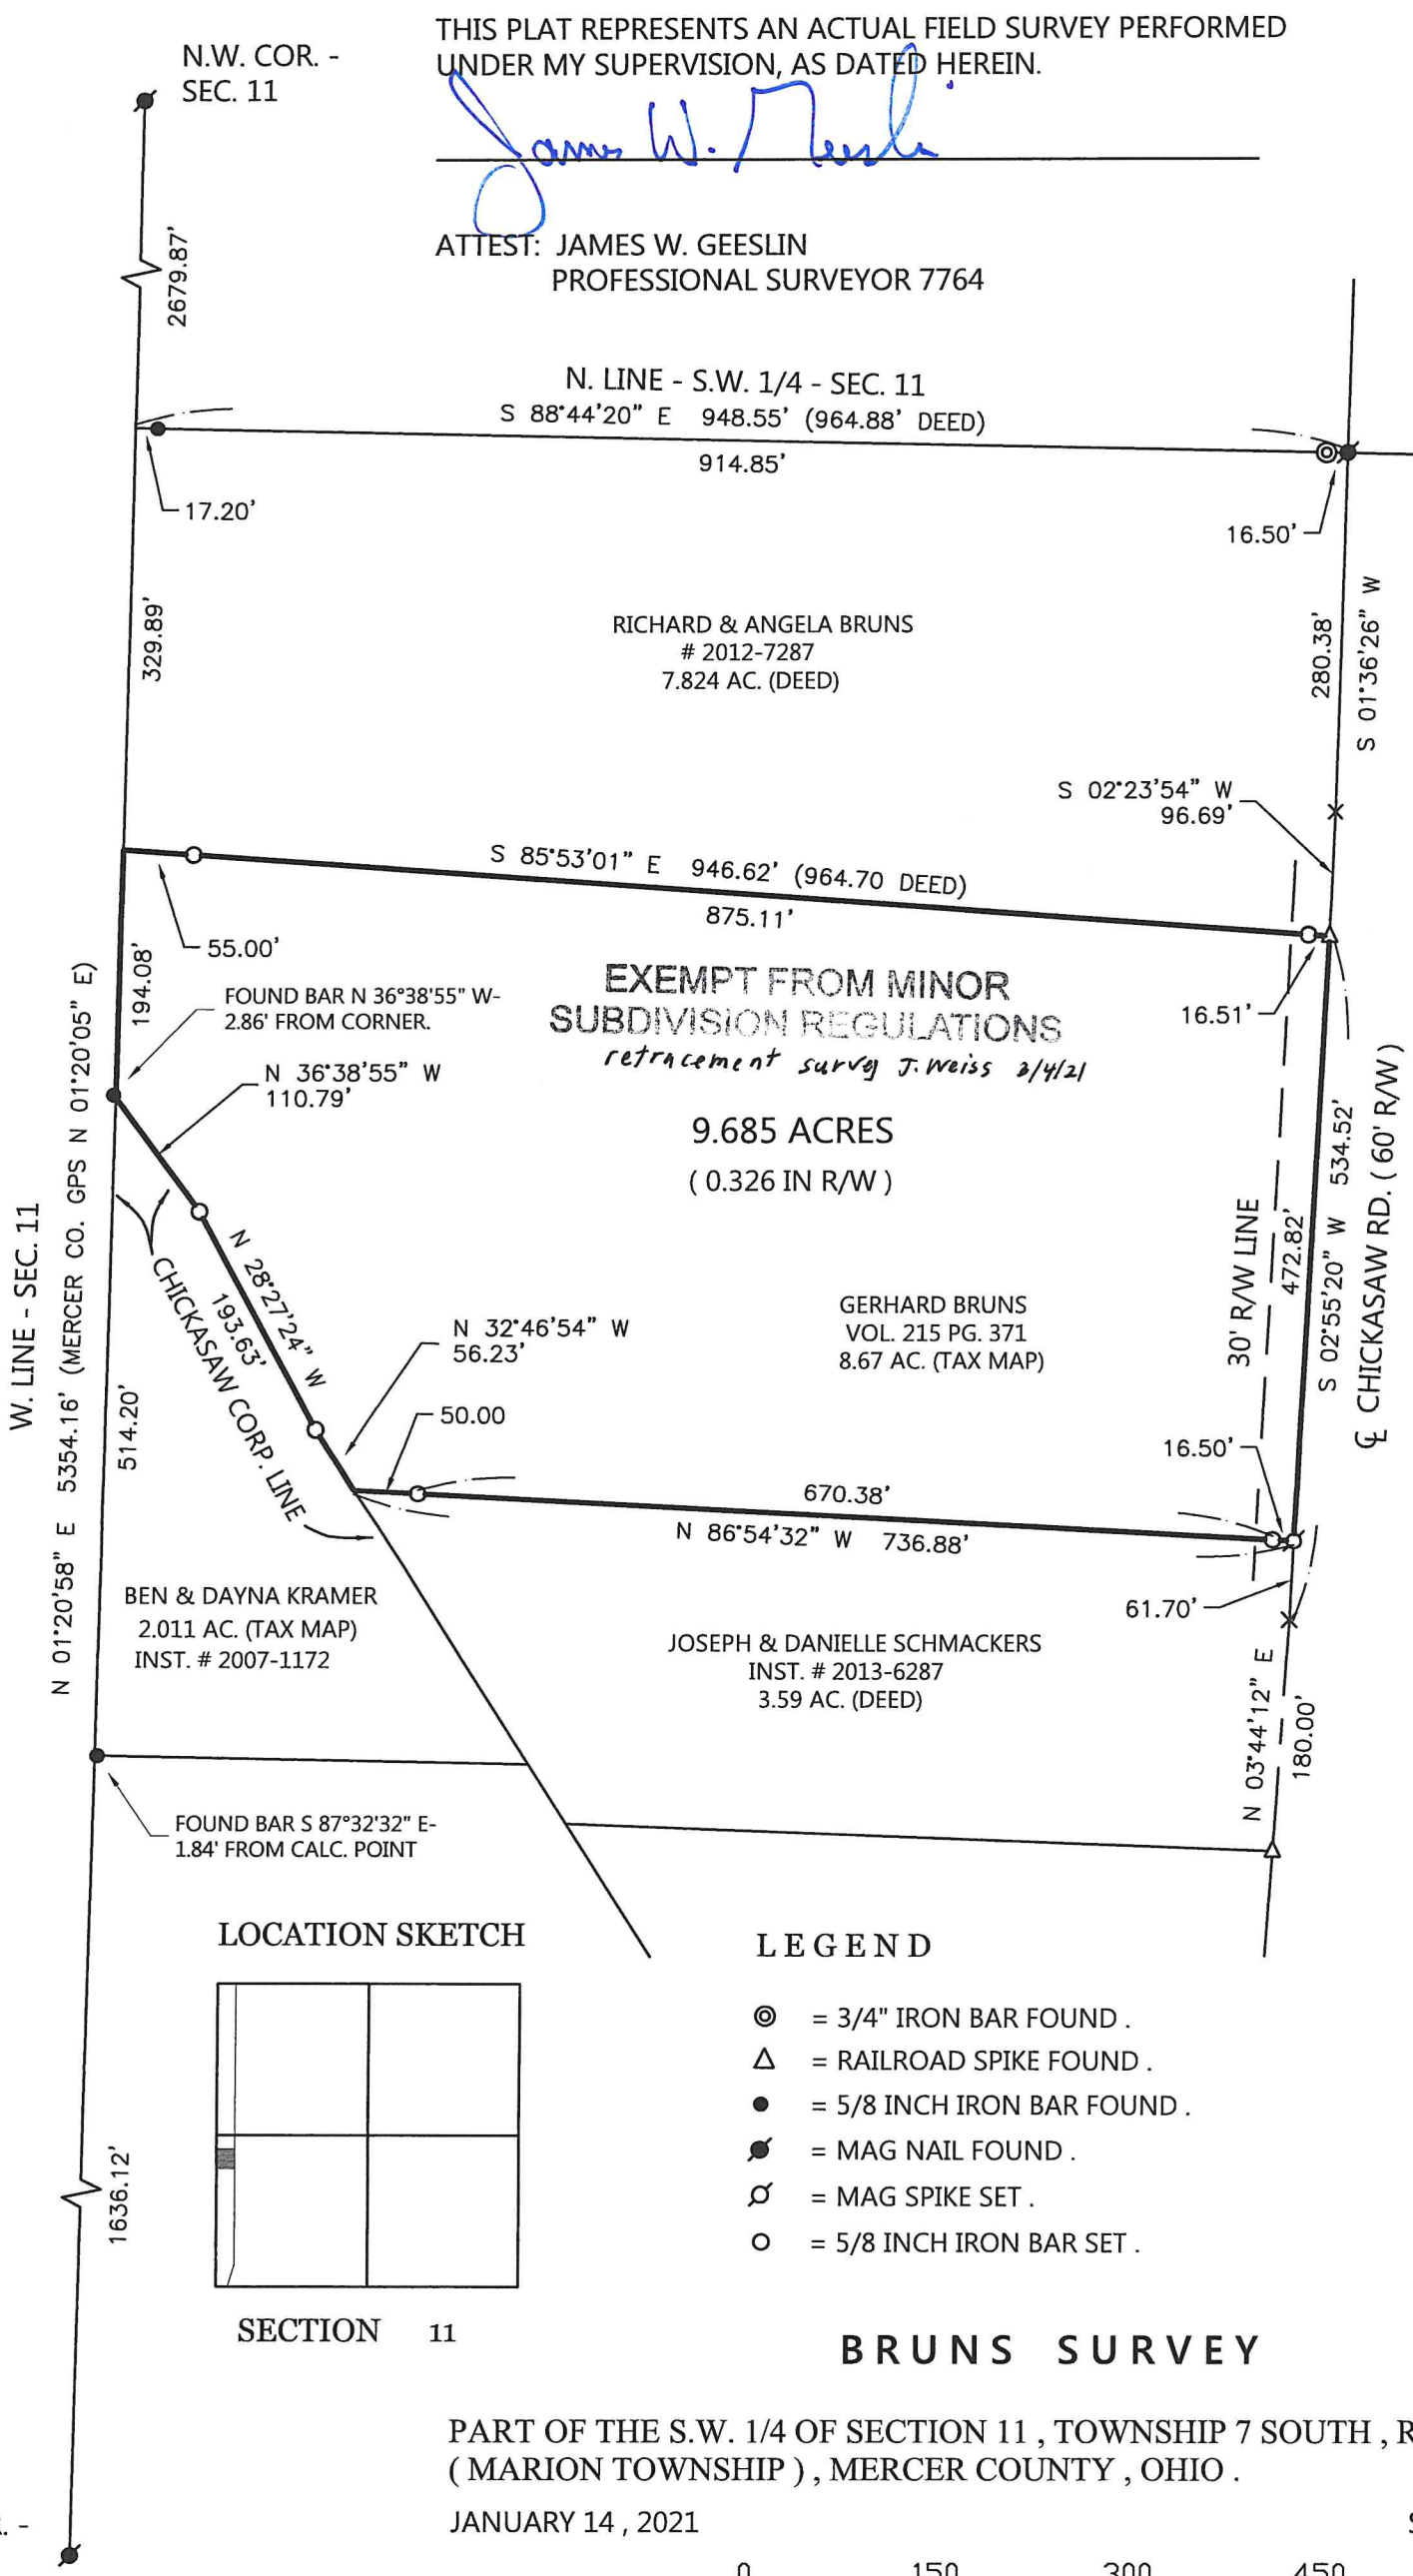 THIS PLAT REPRESENTS AN ACTUAL FIELD SURVEY PERFORMED
UNDER MY SUPERVISION, AS DATED HEREIN.
N.W. COR. -
SEC. 11
James W. Geeslin
ATTEST: JAMES W. GEESLIN
PROFESSIONAL SURVEYOR 7764
2679.87'
N. LINE - S.W. 1/4 - SEC. 11
S 88°44'20" E 948.55' (964.88' DEED)
914.85'
17.20'
16.50'
329.89'
RICHARD & ANGELA BRUNS
# 2012-7287
7.824 AC. (DEED)
280.38'
S 01°36'26" W
S 02°23'54" W
96.69'
S 85°53'01" E 946.62' (964.70 DEED)
875.11'
55.00'
194.08'
16.51'
FOUND BAR N 36°38'55" W-
2.86' FROM CORNER.
EXEMPT FROM MINOR
SUBDIVISION REGULATIONS
retracement survey J. Weiss 3/4/21
N 36°38'55" W
110.79'
9.685 ACRES
( 0.326 IN R/W )
W. LINE - SEC. 11
N 01°20'58" E 5354.16' (MERCER CO. GPS N 01°20'05" E)
514.20'
CHICKASAW CORP. LINE
N 28°27'24" W
193.63'
N 32°46'54" W
56.23'
50.00
GERHARD BRUNS
VOL. 215 PG. 371
8.67 AC. (TAX MAP)
30' R/W LINE
472.82'
S 02°55'20" W 534.52'
℄ CHICKASAW RD. ( 60' R/W)
16.50'
670.38'
N 86°54'32" W 736.88'
61.70'
BEN & DAYNA KRAMER
2.011 AC. (TAX MAP)
INST. # 2007-1172
JOSEPH & DANIELLE SCHMACKERS
INST. # 2013-6287
3.59 AC. (DEED)
N 03°44'12" E
180.00'
FOUND BAR S 87°32'32" E-
1.84' FROM CALC. POINT
LOCATION SKETCH
SECTION 11
1636.12'
LEGEND
= 3/4" IRON BAR FOUND .
= RAILROAD SPIKE FOUND .
= 5/8 INCH IRON BAR FOUND .
= MAG NAIL FOUND .
= MAG SPIKE SET .
= 5/8 INCH IRON BAR SET .
BRUNS SURVEY
PART OF THE S.W. 1/4 OF SECTION 11 , TOWNSHIP 7 SOUTH , R
( MARION TOWNSHIP ) , MERCER COUNTY , OHIO .
JANUARY 14 , 2021
0 150 300 450